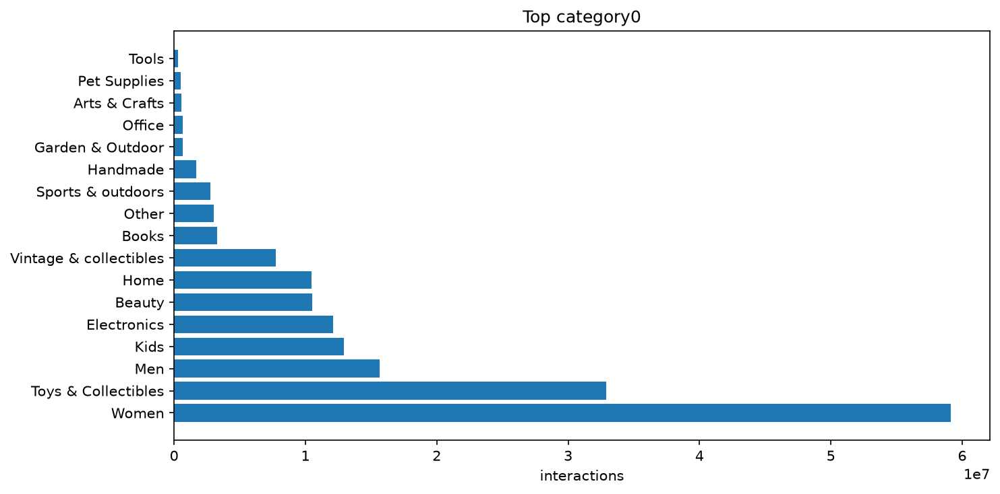 Top category0
Tools
Pet Supplies
Arts & Crafts
Office
Garden & Outdoor
Handmade
Sports & outdoors
Other
Books
Vintage & collectibles
Home
Beauty
Electronics
Kids
Men
Toys & Collectibles
Women
0 1 2 3 4 5 6
1e7
interactions